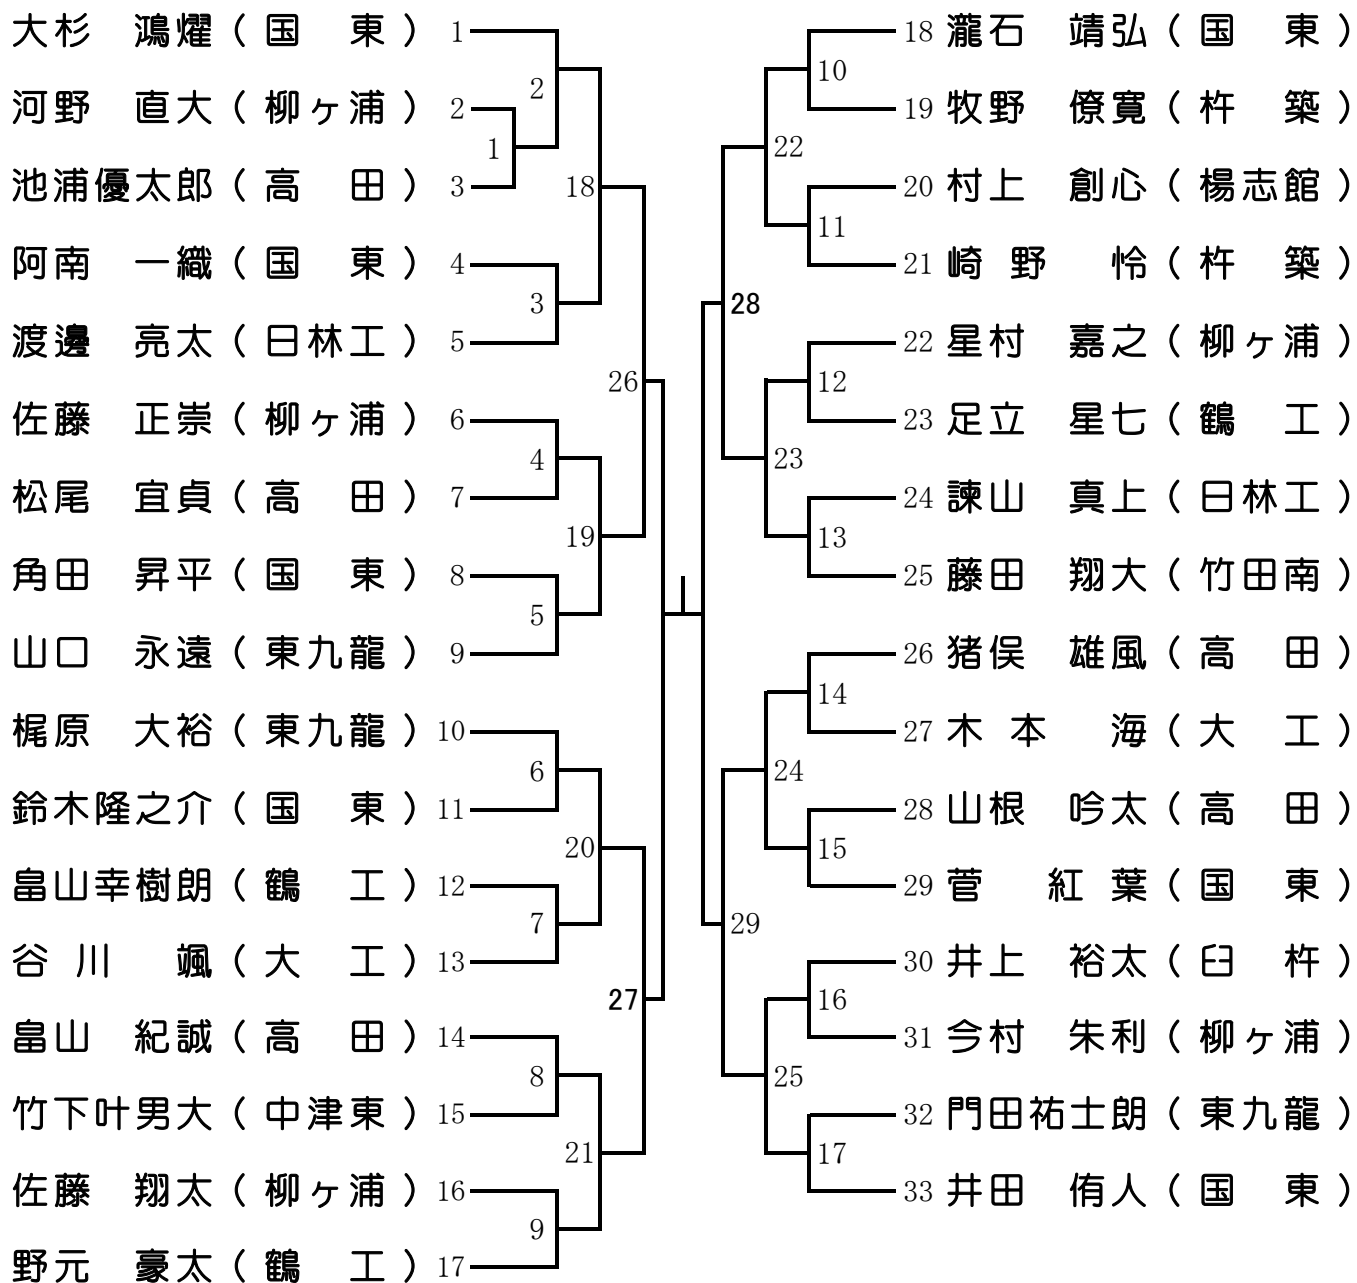 大杉 鴻燿（国 東） 1
河野 直大（柳ヶ浦） 2
池浦優太郎（高 田） 3
阿南 一織（国 東） 4
渡邊 亮太（日林工） 5
佐藤 正崇（柳ヶ浦） 6
松尾 宜貞（高 田） 7
角田 昇平（国 東） 8
山口 永遠（東九龍） 9
梶原 大裕（東九龍） 10
鈴木隆之介（国 東） 11
畠山幸樹朗（鶴 工） 12
谷川 颯（大 工） 13
畠山 紀誠（高 田） 14
竹下叶男大（中津東） 15
佐藤 翔太（柳ヶ浦） 16
野元 豪太（鶴 工） 17
2
1
18
3
26
4
19
5
6
20
7
27
8
21
9
10
22
11
28
12
23
13
14
24
15
29
16
25
17
18 瀧石 靖弘（国 東）
19 牧野 僚寛（杵 築）
20 村上 創心（楊志館）
21 崎野 怜（杵 築）
22 星村 嘉之（柳ヶ浦）
23 足立 星七（鶴 工）
24 諫山 真上（日林工）
25 藤田 翔大（竹田南）
26 猪俣 雄風（高 田）
27 木本 海（大 工）
28 山根 吟太（高 田）
29 菅 紅葉（国 東）
30 井上 裕太（臼 杵）
31 今村 朱利（柳ヶ浦）
32 門田祐士朗（東九龍）
33 井田 侑人（国 東）